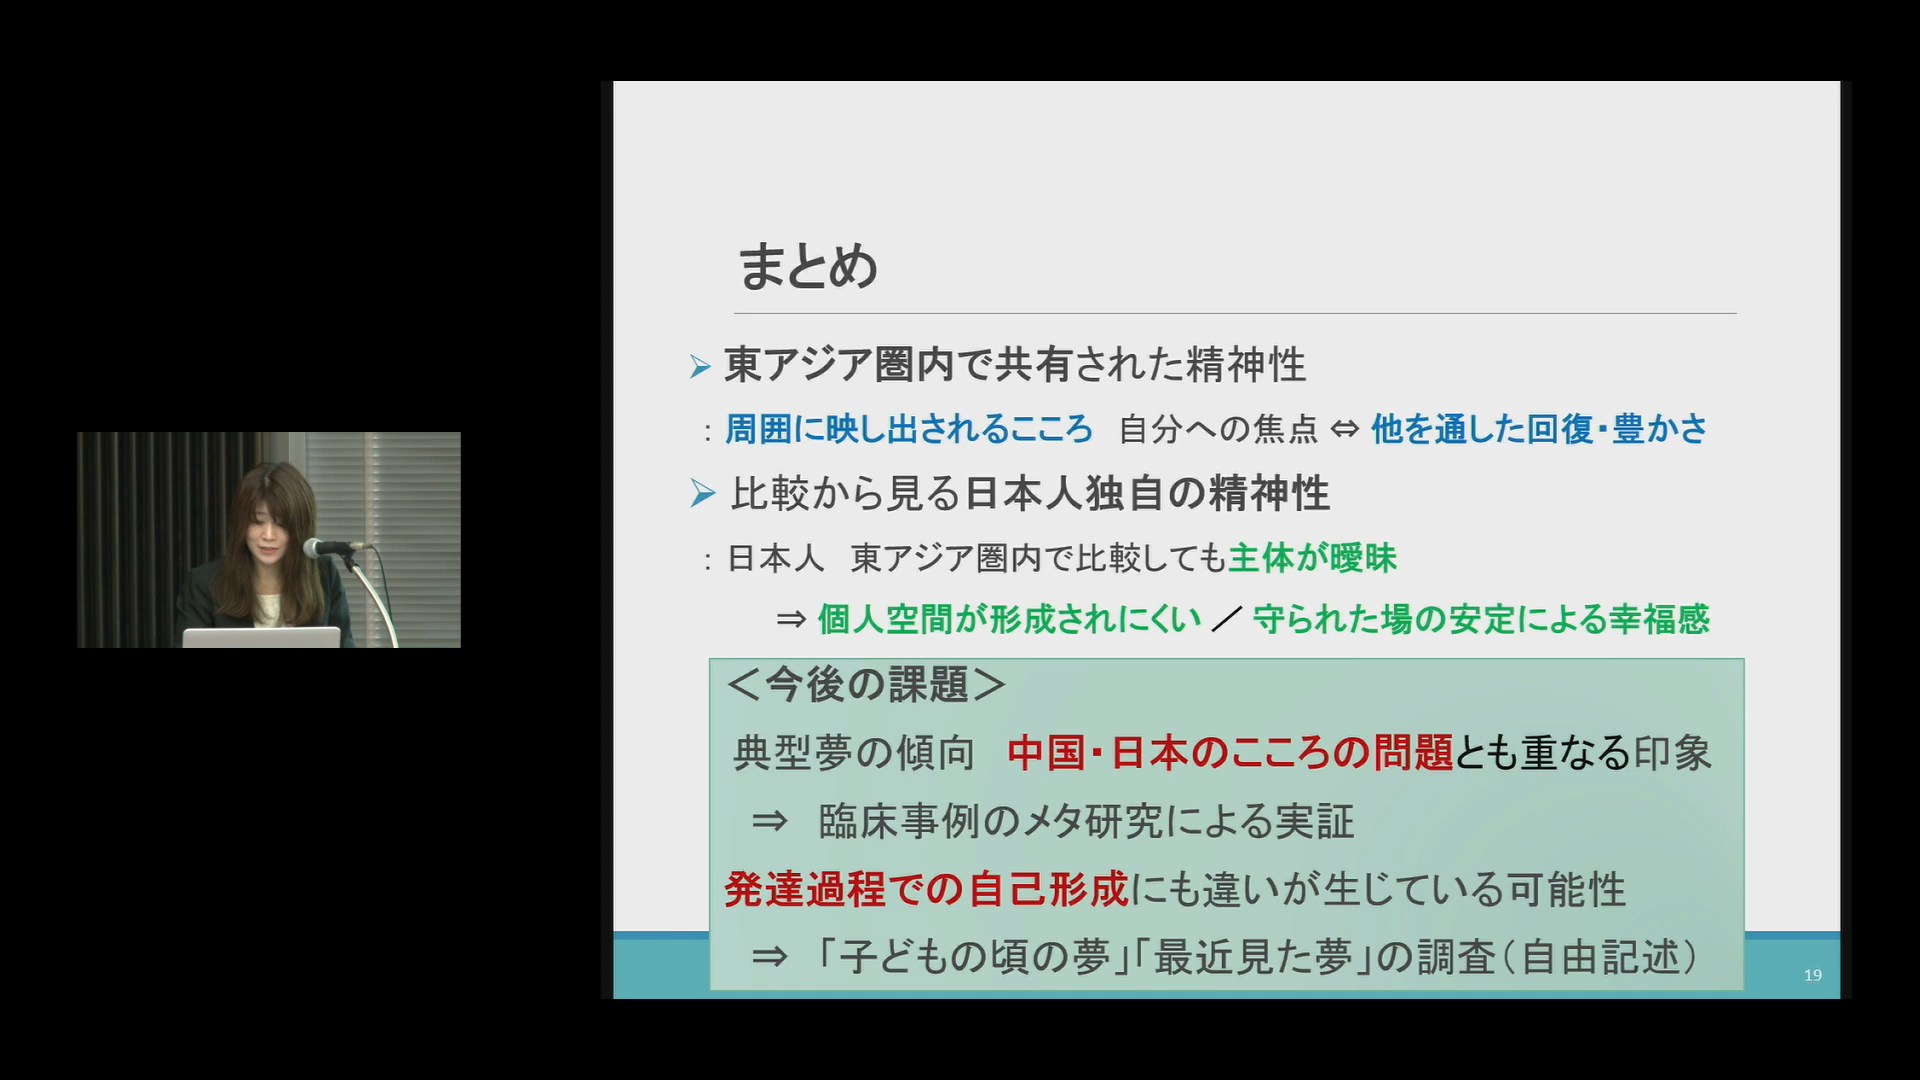 まとめ
➢ 東アジア圏内で共有された精神性
：周囲に映し出されるこころ　自分への焦点 ⇔ 他を通した回復・豊かさ
➢ 比較から見る日本人独自の精神性
：日本人　東アジア圏内で比較しても主体が曖昧
⇒ 個人空間が形成されにくい ／ 守られた場の安定による幸福感
＜今後の課題＞
典型夢の傾向　中国・日本のこころの問題とも重なる印象
⇒　臨床事例のメタ研究による実証
発達過程での自己形成にも違いが生じている可能性
⇒　「子どもの頃の夢」「最近見た夢」の調査（自由記述）
19